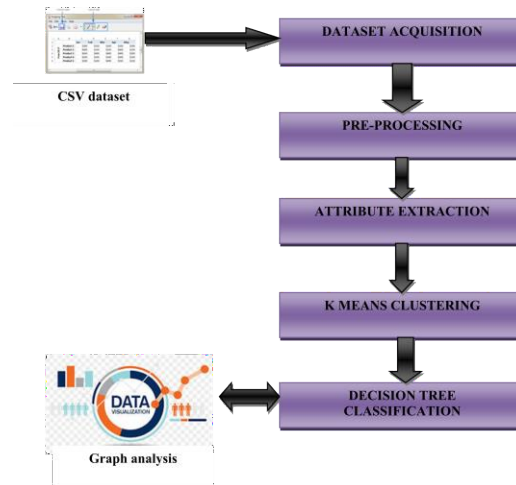 DATASET ACQUISITION
CSV dataset
PRE-PROCESSING
ATTRIBUTE EXTRACTION
K MEANS CLUSTERING
DECISION TREE
CLASSIFICATION
DATA
VISUALIZATION
Graph analysis